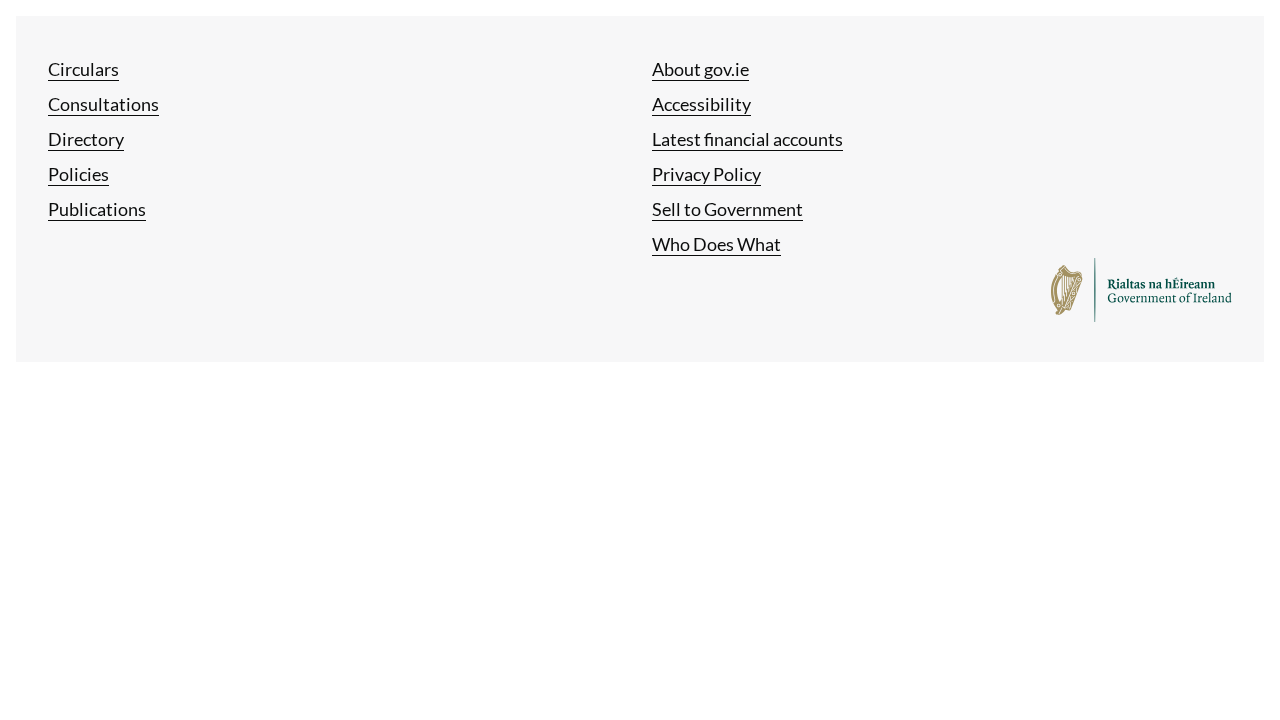 Circulars
Consultations
Directory
Policies
Publications
About gov.ie
Accessibility
Latest financial accounts
Privacy Policy
Sell to Government
Who Does What
Rialtas na hÉireann
Government of Ireland